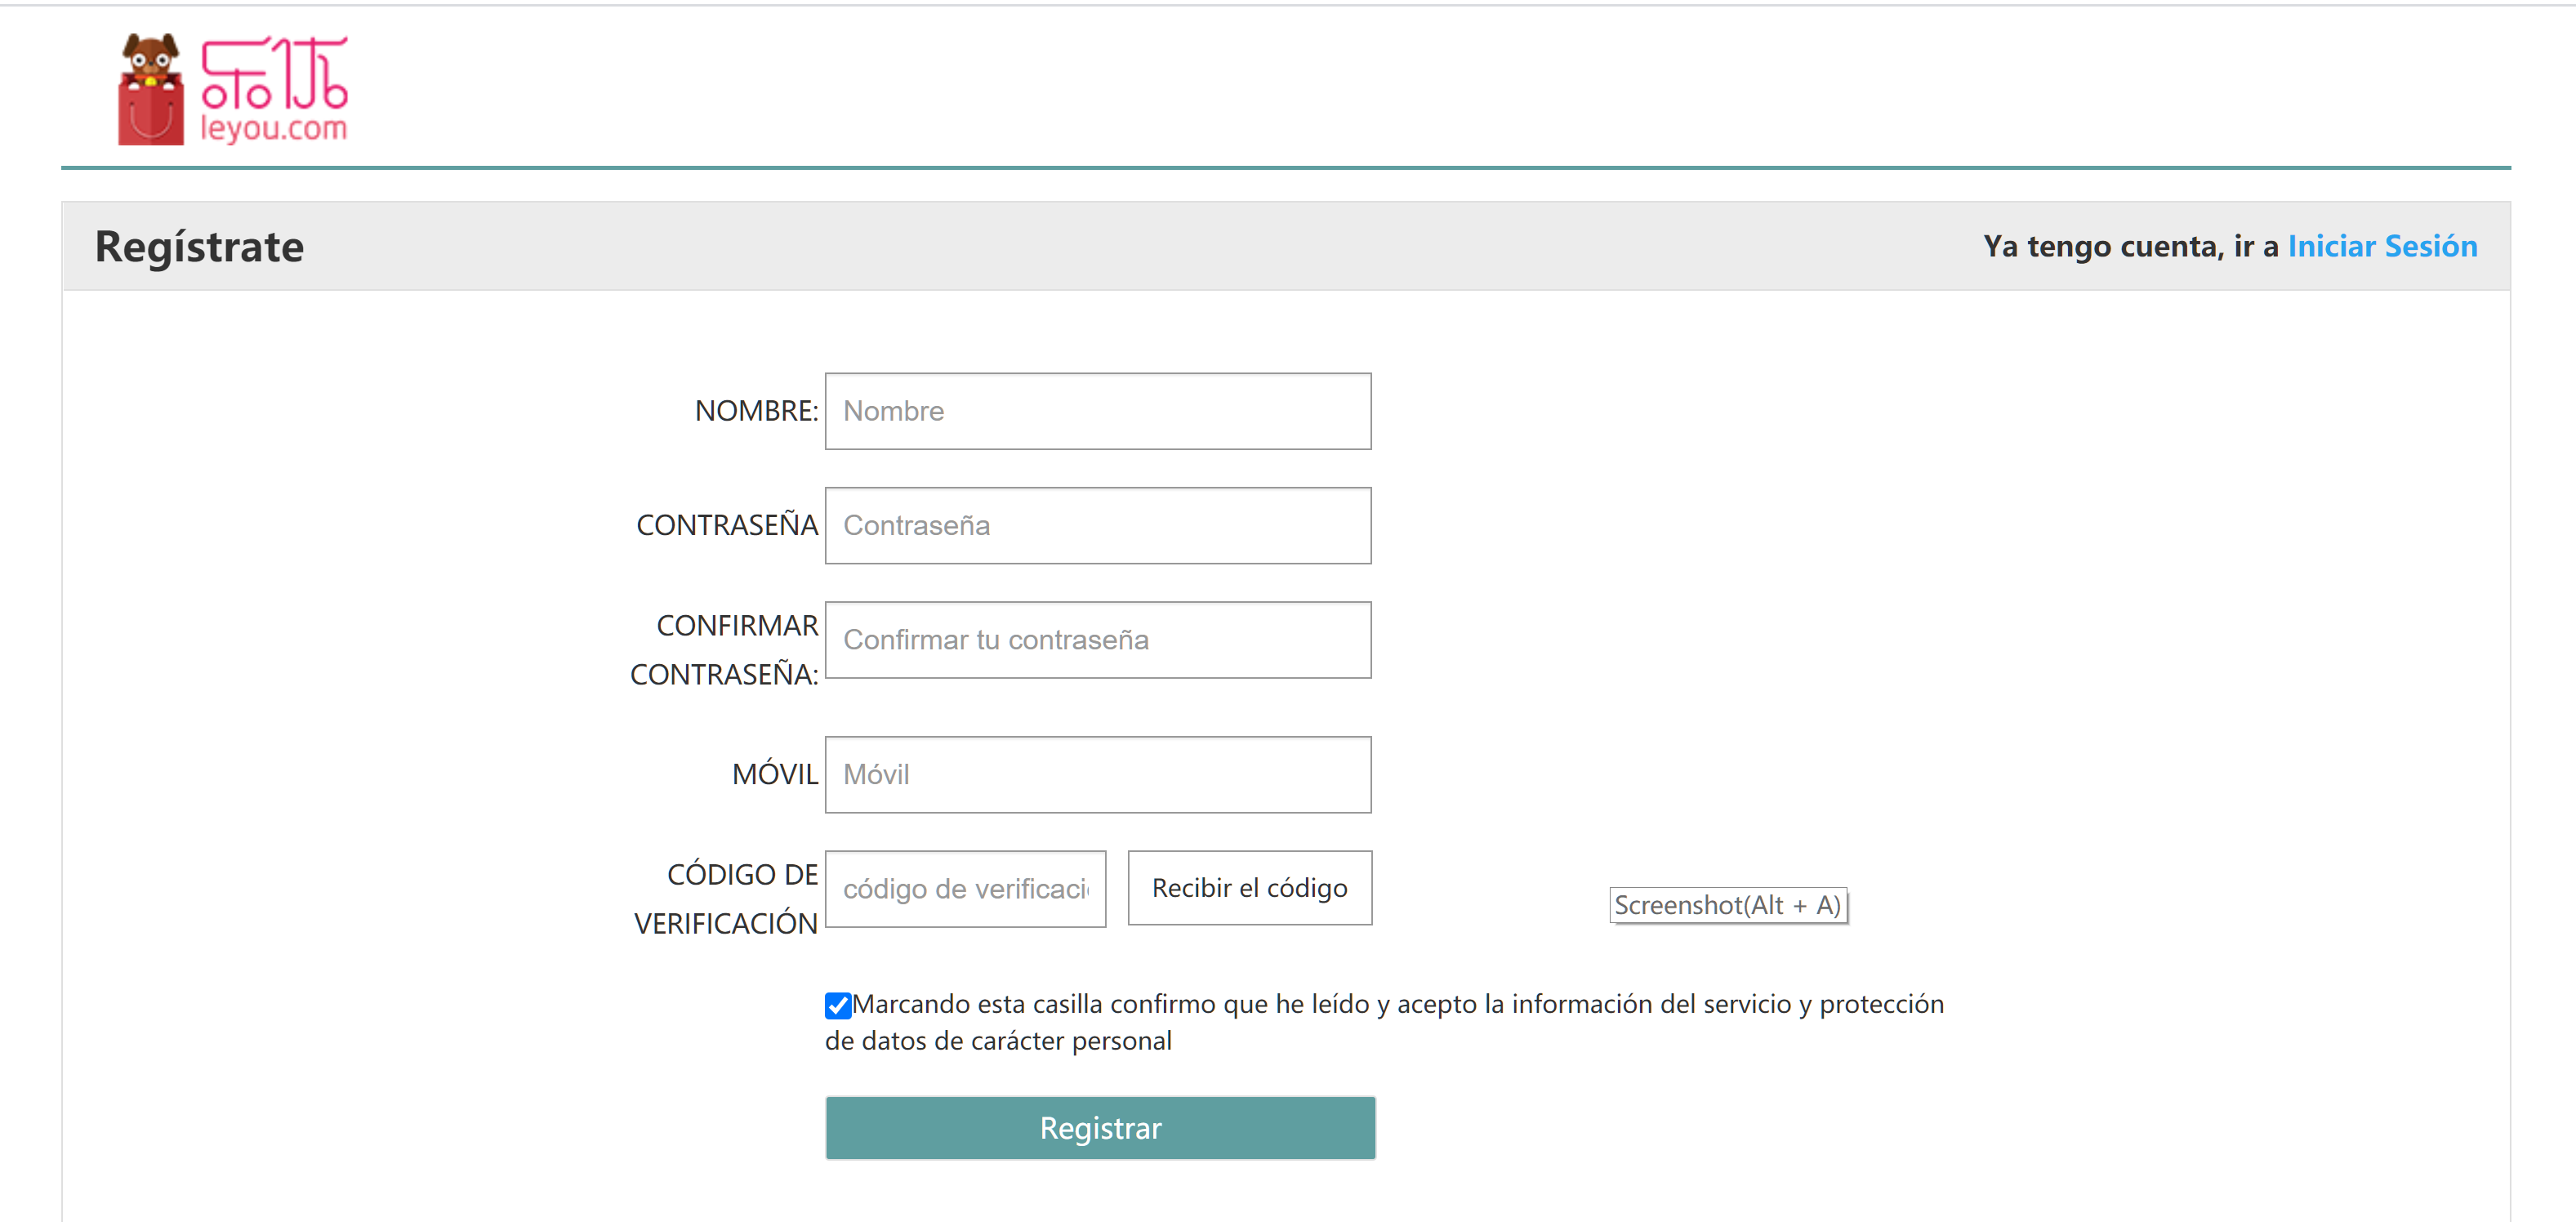 乐优
leyou.com
Regístrate
Ya tengo cuenta, ir a Iniciar Sesión
NOMBRE:
Nombre
CONTRASEÑA
Contraseña
CONFIRMAR
CONTRASEÑA:
Confirmar tu contraseña
MÓVIL
Móvil
CÓDIGO DE
VERIFICACIÓN
código de verificaci
Recibir el código
Screenshot(Alt + A)
Marcando esta casilla confirmo que he leído y acepto la información del servicio y protección
de datos de carácter personal
Registrar